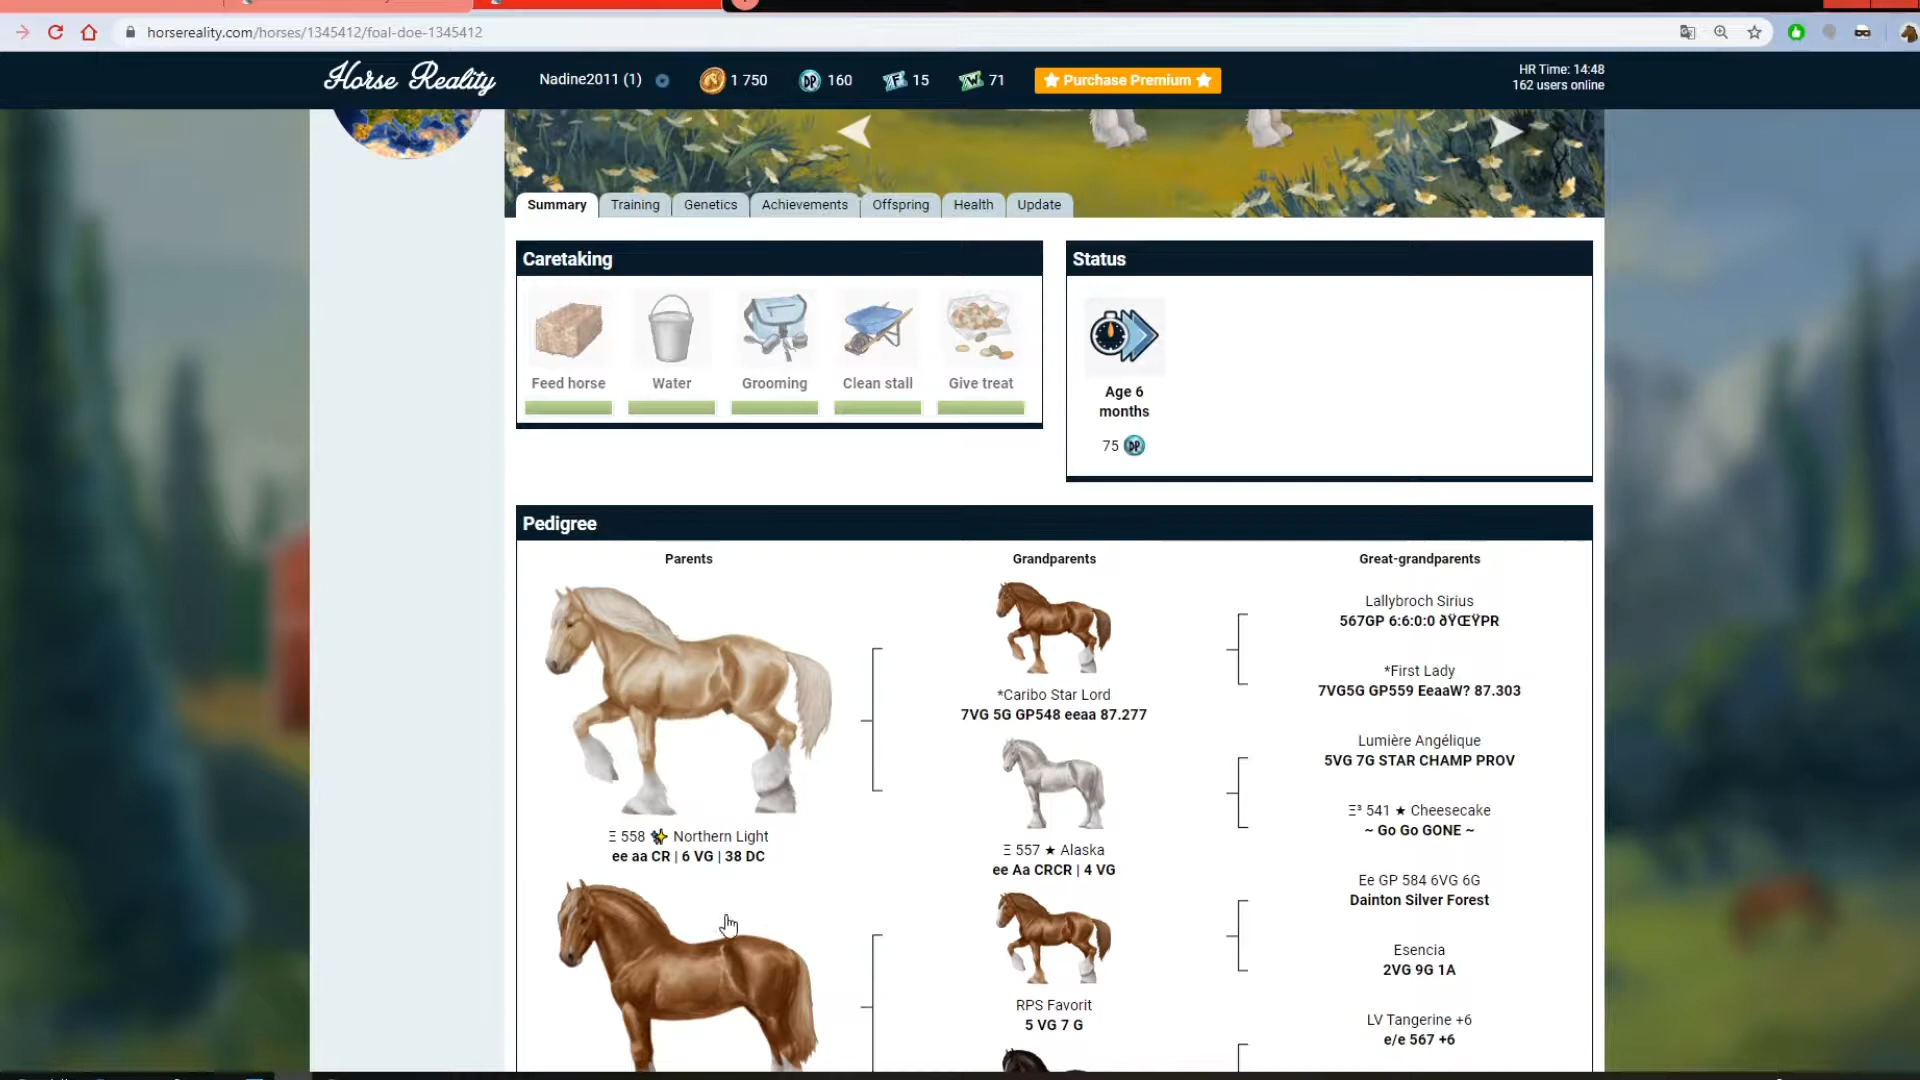 horsereality.com/horses/1345412/foal-doe-1345412
Horse Reality
Nadine2011 (1)
1 750
DP
160
F
15
W
71
Purchase Premium
HR Time: 14:48
162 users online
Summary
Training
Genetics
Achievements
Offspring
Health
Update
Caretaking
Feed horse
Water
Grooming
Clean stall
Give treat
Status
Age 6
months
75 DP
Pedigree
Parents
Grandparents
Great-grandparents
Ξ 558 Northern Light
ee aa CR | 6 VG | 38 DC
*Caribo Star Lord
7VG 5G GP548 eeaa 87.277
Ξ 557 ★ Alaska
ee Aa CRCR | 4 VG
RPS Favorit
5 VG 7 G
Lallybroch Sirius
567GP 6:6:0:0 ðŸŒŸPR
*First Lady
7VG5G GP559 EeaaW? 87.303
Lumière Angélique
5VG 7G STAR CHAMP PROV
Ξ³ 541 ★ Cheesecake
~ Go Go GONE ~
Ee GP 584 6VG 6G
Dainton Silver Forest
Esencia
2VG 9G 1A
LV Tangerine +6
e/e 567 +6